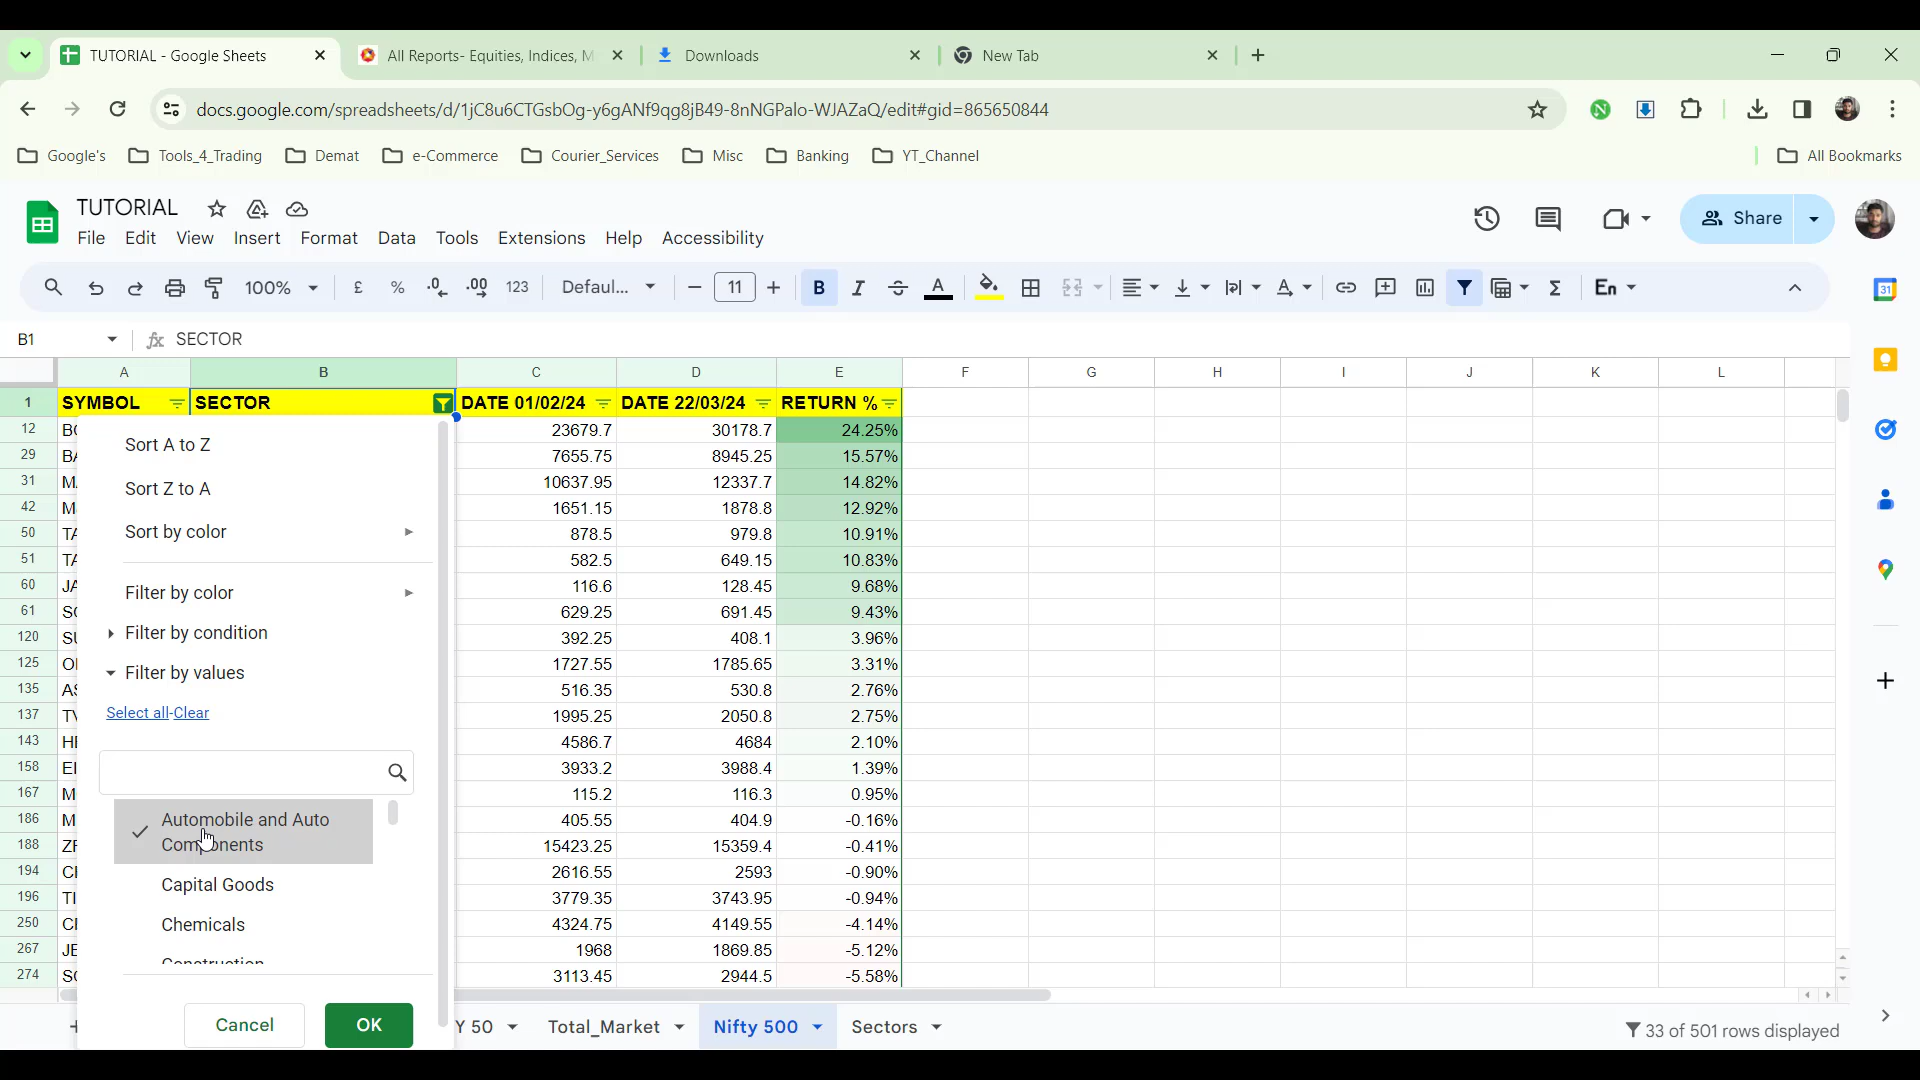 TUTORIAL - Google Sheets
All Reports- Equities, Indices, M
Downloads
New Tab
docs.google.com/spreadsheets/d/1jC8u6CTGsbOg-y6gANf9qg8jB49-8nNGPalo-WJAZaQ/edit#gid=865650844
Google's Tools_4_Trading Demat e-Commerce Courier_Services Misc Banking YT_Channel All Bookmarks
TUTORIAL
File Edit View Insert Format Data Tools Extensions Help Accessibility
Share
100% £ % .0 .00 123 Defaul... 11 B I A En
B1 fx SECTOR
A B C D E F G H I J K L
1 SYMBOL SECTOR DATE 01/02/24 DATE 22/03/24 RETURN %
12 23679.7 30178.7 24.25%
29 BA 7655.75 8945.25 15.57%
31 M 10637.95 12337.7 14.82%
42 M 1651.15 1878.8 12.92%
50 TA 878.5 979.8 10.91%
51 TA 582.5 649.15 10.83%
60 JA 116.6 128.45 9.68%
61 629.25 691.45 9.43%
120 392.25 408.1 3.96%
125 1727.55 1785.65 3.31%
135 AS 516.35 530.8 2.76%
137 TV 1995.25 2050.8 2.75%
143 4586.7 4684 2.10%
158 3933.2 3988.4 1.39%
167 M 115.2 116.3 0.95%
186 M 405.55 404.9 -0.16%
188 15423.25 15359.4 -0.41%
194 2616.55 2593 -0.90%
196 TI 3779.35 3743.95 -0.94%
250 4324.75 4149.55 -4.14%
267 1968 1869.85 -5.12%
274 3113.45 2944.5 -5.58%
Sort A to Z
Sort Z to A
Sort by color
Filter by color
Filter by condition
Filter by values
Select all-Clear
Automobile and Auto
Components
Capital Goods
Chemicals
Construction
Cancel OK
Y 50 Total_Market Nifty 500 Sectors
33 of 501 rows displayed
31